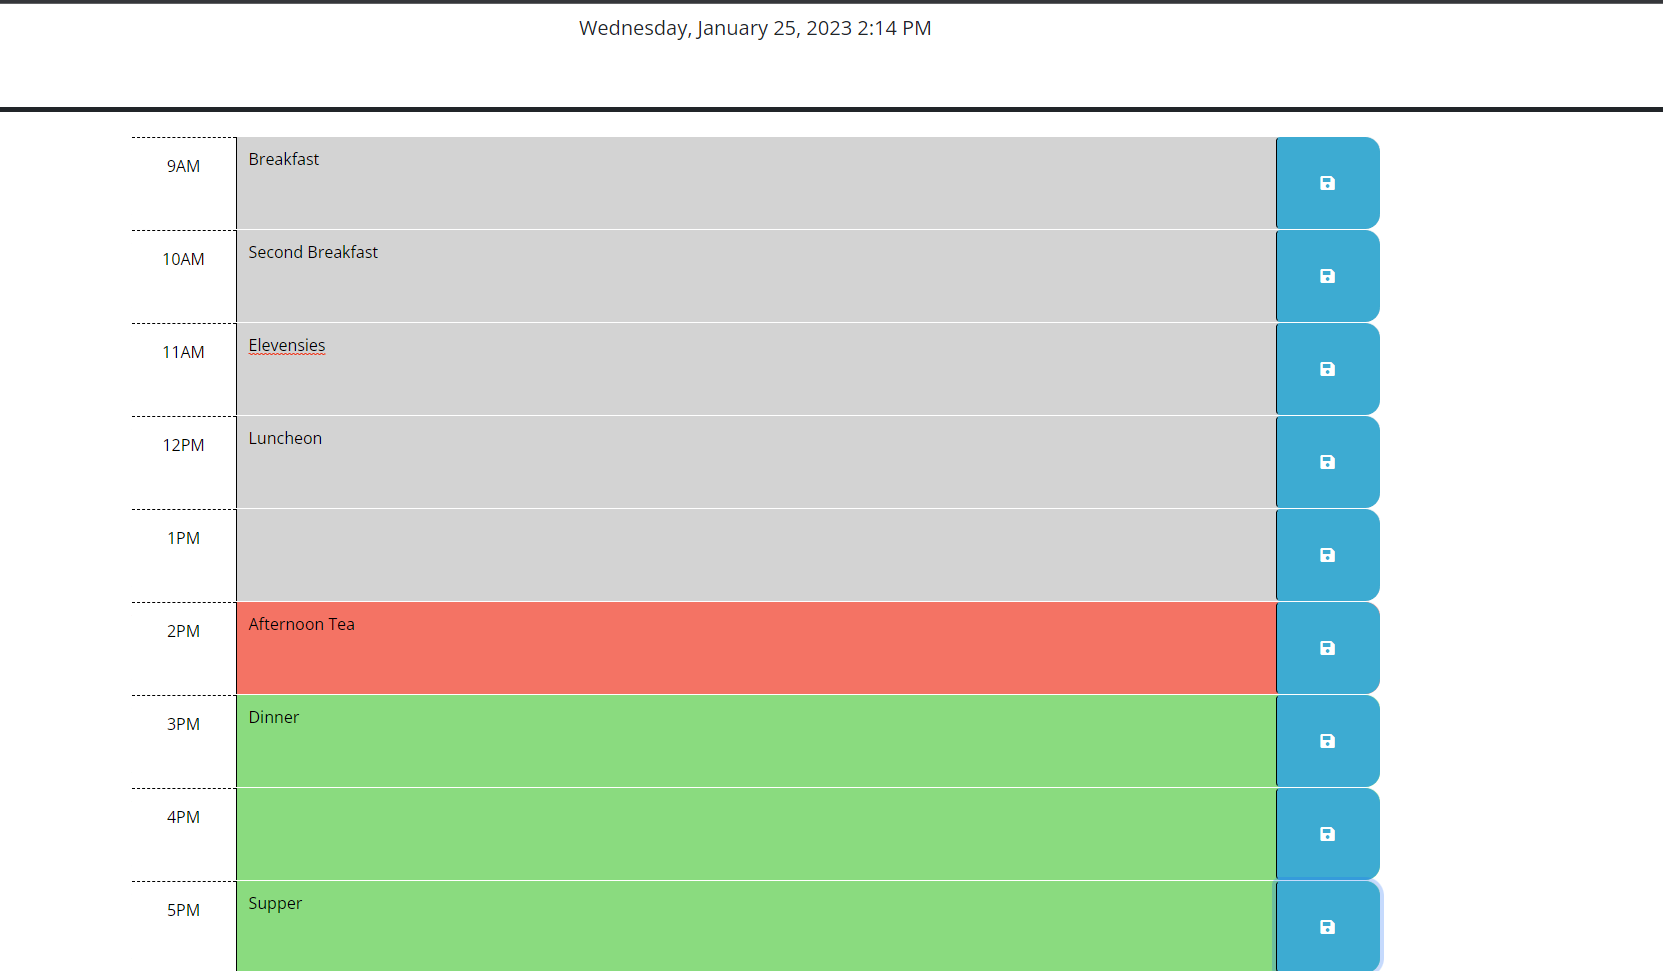 Wednesday, January 25, 2023 2:14 PM
9AM Breakfast
10AM Second Breakfast
11AM Elevensies
12PM Luncheon
1PM
2PM Afternoon Tea
3PM Dinner
4PM
5PM Supper